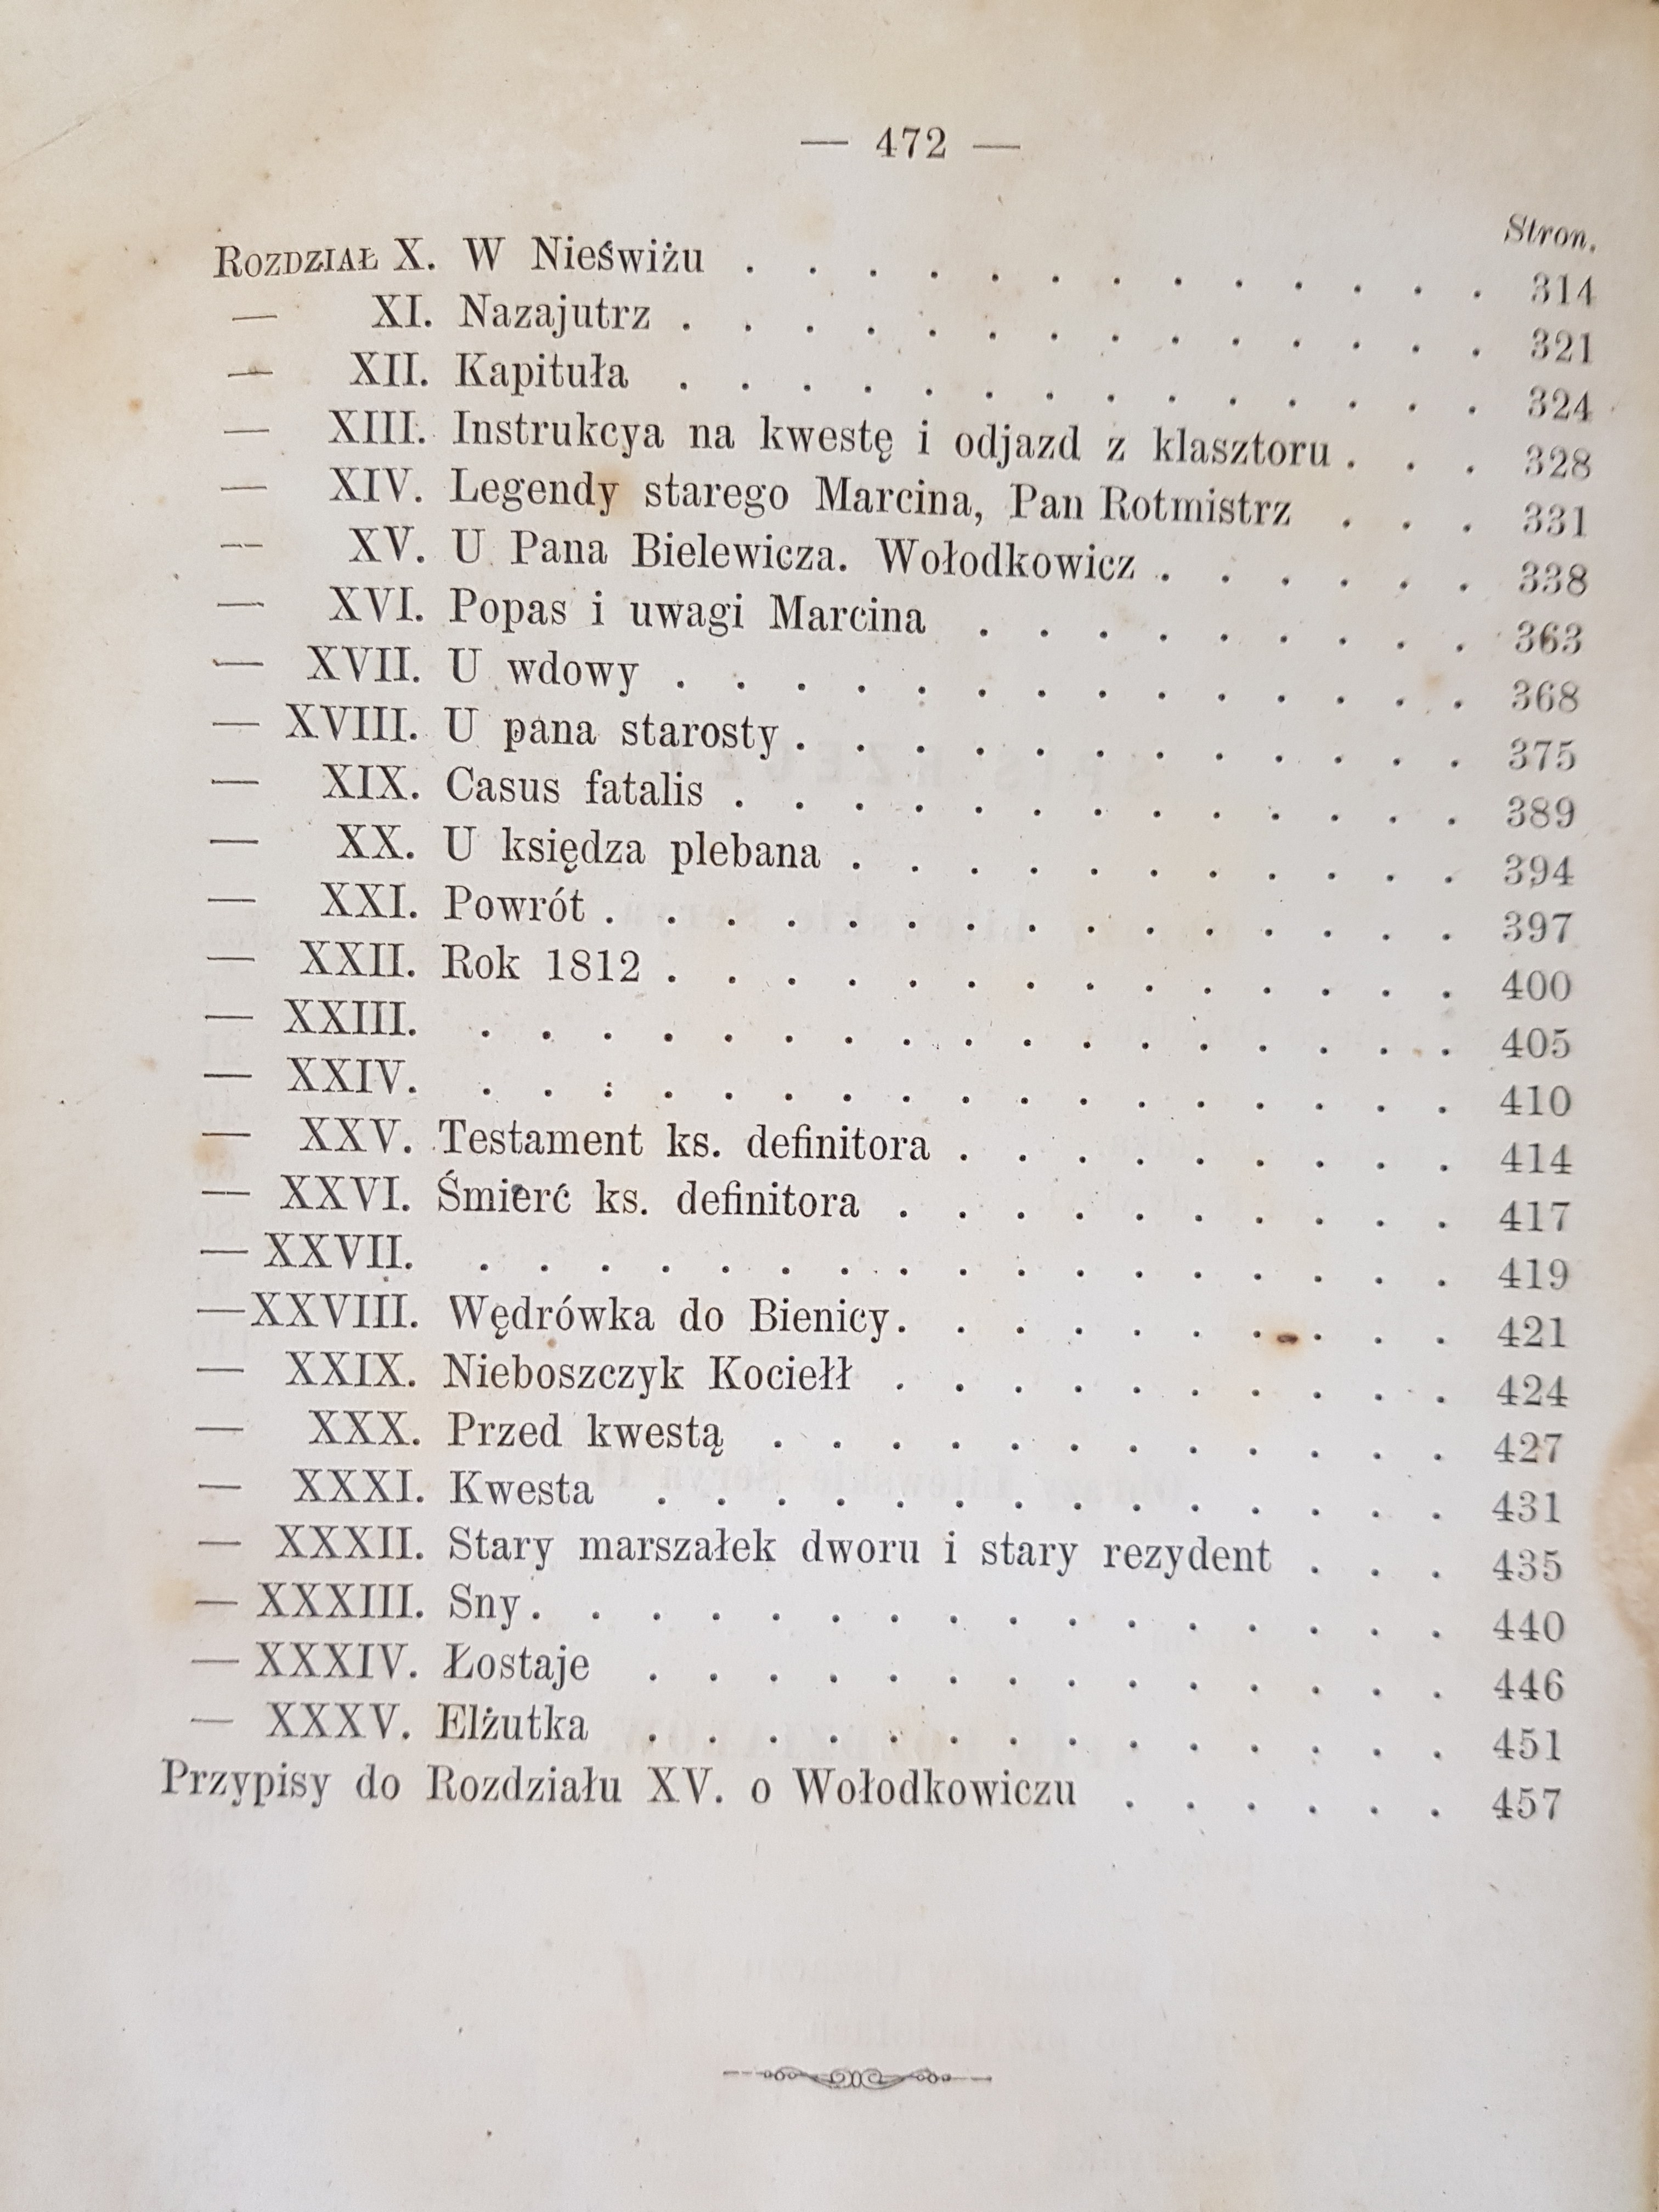 — 472 —
Stron.
Rozdział X. W Nieświżu . . . . . . . . . . . . . 314
— XI. Nazajutrz . . . . . . . . . . . . . . 321
— XII. Kapituła . . . . . . . . . . . . . . 324
— XIII. Instrukcya na kwestę i odjazd z klasztoru . . . 328
— XIV. Legendy starego Marcina, Pan Rotmistrz . . . 331
— XV. U Pana Bielewicza. Wołodkowicz . . . . . . 338
— XVI. Popas i uwagi Marcina . . . . . . . . . 363
— XVII. U wdowy . . . . . . . . . . . . . . 368
— XVIII. U pana starosty . . . . . . . . . . . . 375
— XIX. Casus fatalis . . . . . . . . . . . . . 389
— XX. U księdza plebana . . . . . . . . . . . 394
— XXI. Powrót . . . . . . . . . . . . . . . 397
— XXII. Rok 1812 . . . . . . . . . . . . . . 400
— XXIII. . . . . . . . . . . . . . . . . . 405
— XXIV. . . . . . . . . . . . . . . . . . 410
— XXV. Testament ks. definitora . . . . . . . . . 414
— XXVI. Śmierć ks. definitora . . . . . . . . . . 417
— XXVII. . . . . . . . . . . . . . . . . . 419
— XXVIII. Wędrówka do Bienicy . . . . . . . . . . 421
— XXIX. Nieboszczyk Kociełł . . . . . . . . . . 424
— XXX. Przed kwestą . . . . . . . . . . . . 427
— XXXI. Kwesta . . . . . . . . . . . . . . 431
— XXXII. Stary marszałek dworu i stary rezydent . . . 435
— XXXIII. Sny . . . . . . . . . . . . . . . . 440
— XXXIV. Łostaje . . . . . . . . . . . . . . 446
— XXXV. Elżutka . . . . . . . . . . . . . . 451
Przypisy do Rozdziału XV. o Wołodkowiczu . . . . . . 457